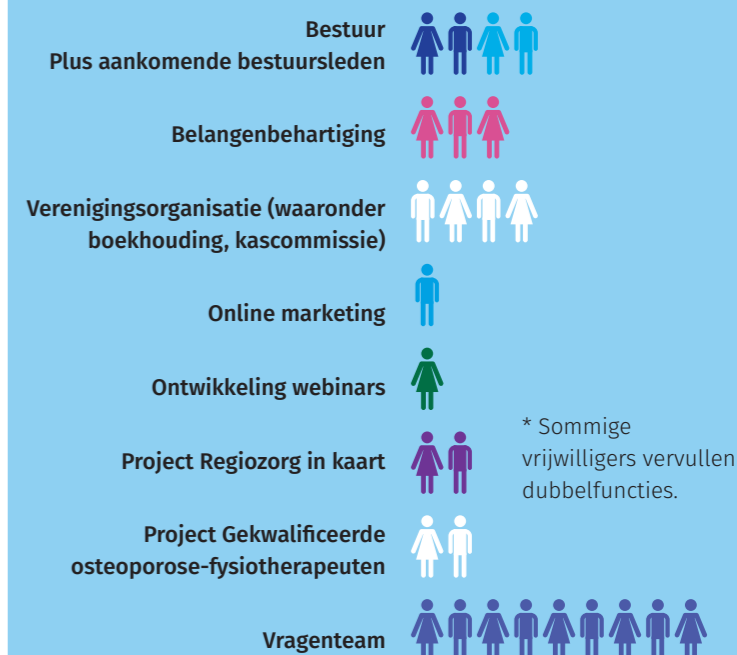 Bestuur
Plus aankomende bestuursleden
Belangenbehartiging
Verenigingsorganisatie (waaronder
boekhouding, kascommissie)
Online marketing
Ontwikkeling webinars
* Sommige
vrijwilligers vervullen
dubbelfuncties.
Project Regiozorg in kaart
Project Gekwalificeerde
osteoporose-fysiotherapeuten
Vragenteam